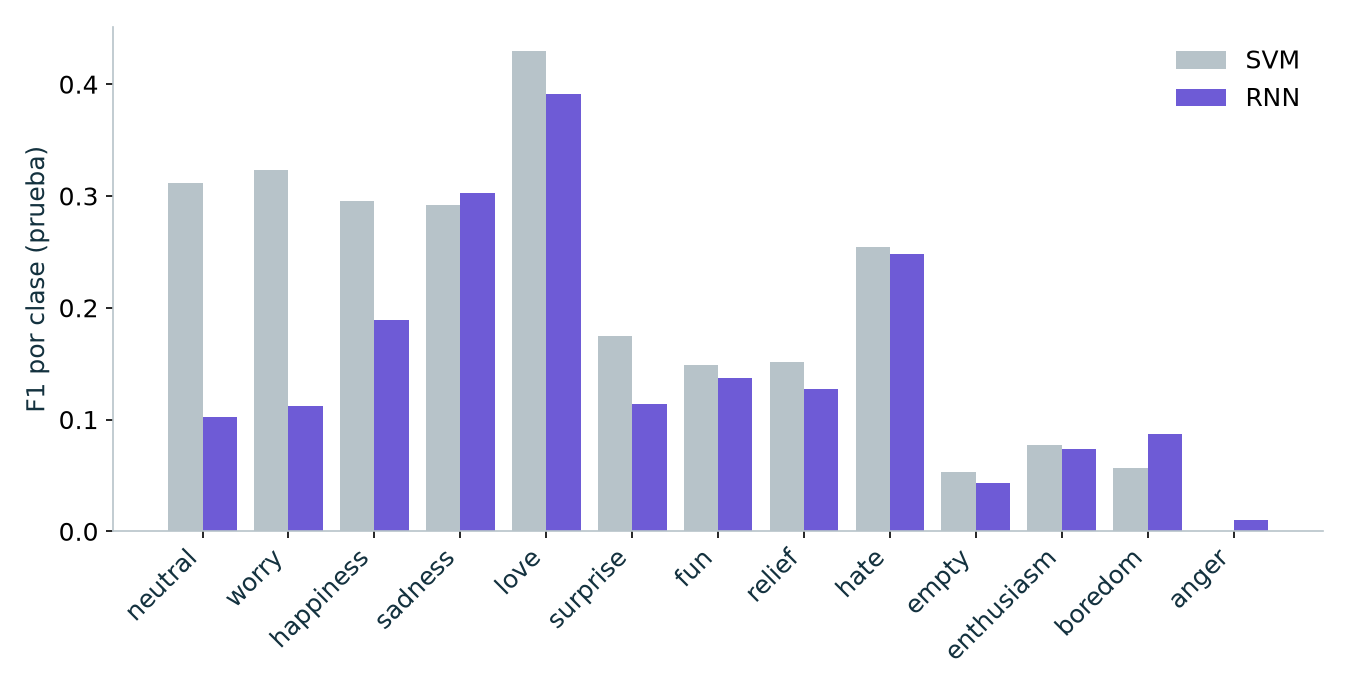 SVM
RNN
F1 por clase (prueba)
0.4
0.3
0.2
0.1
0.0
neutral
worry
happiness
sadness
love
surprise
fun
relief
hate
empty
enthusiasm
boredom
anger